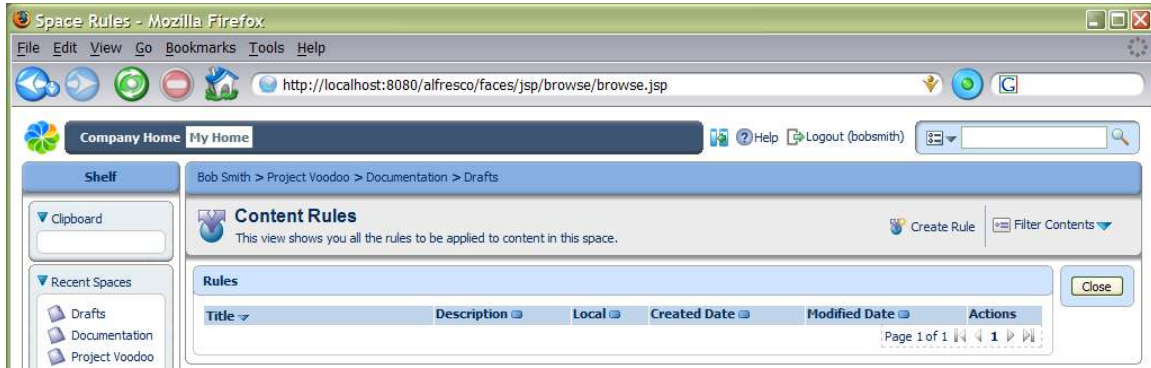 Space Rules - Mozilla Firefox
File Edit View Go Bookmarks Tools Help
http://localhost:8080/alfresco/faces/jsp/browse/browse.jsp G
Company Home My Home Help Logout (bobsmith)
Shelf Bob Smith > Project Voodoo > Documentation > Drafts
Clipboard
Content Rules
This view shows you all the rules to be applied to content in this space.
Create Rule Filter Contents
Recent Spaces
Drafts
Documentation
Project Voodoo
Rules
Close
Title Description Local Created Date Modified Date Actions
Page 1 of 1 1